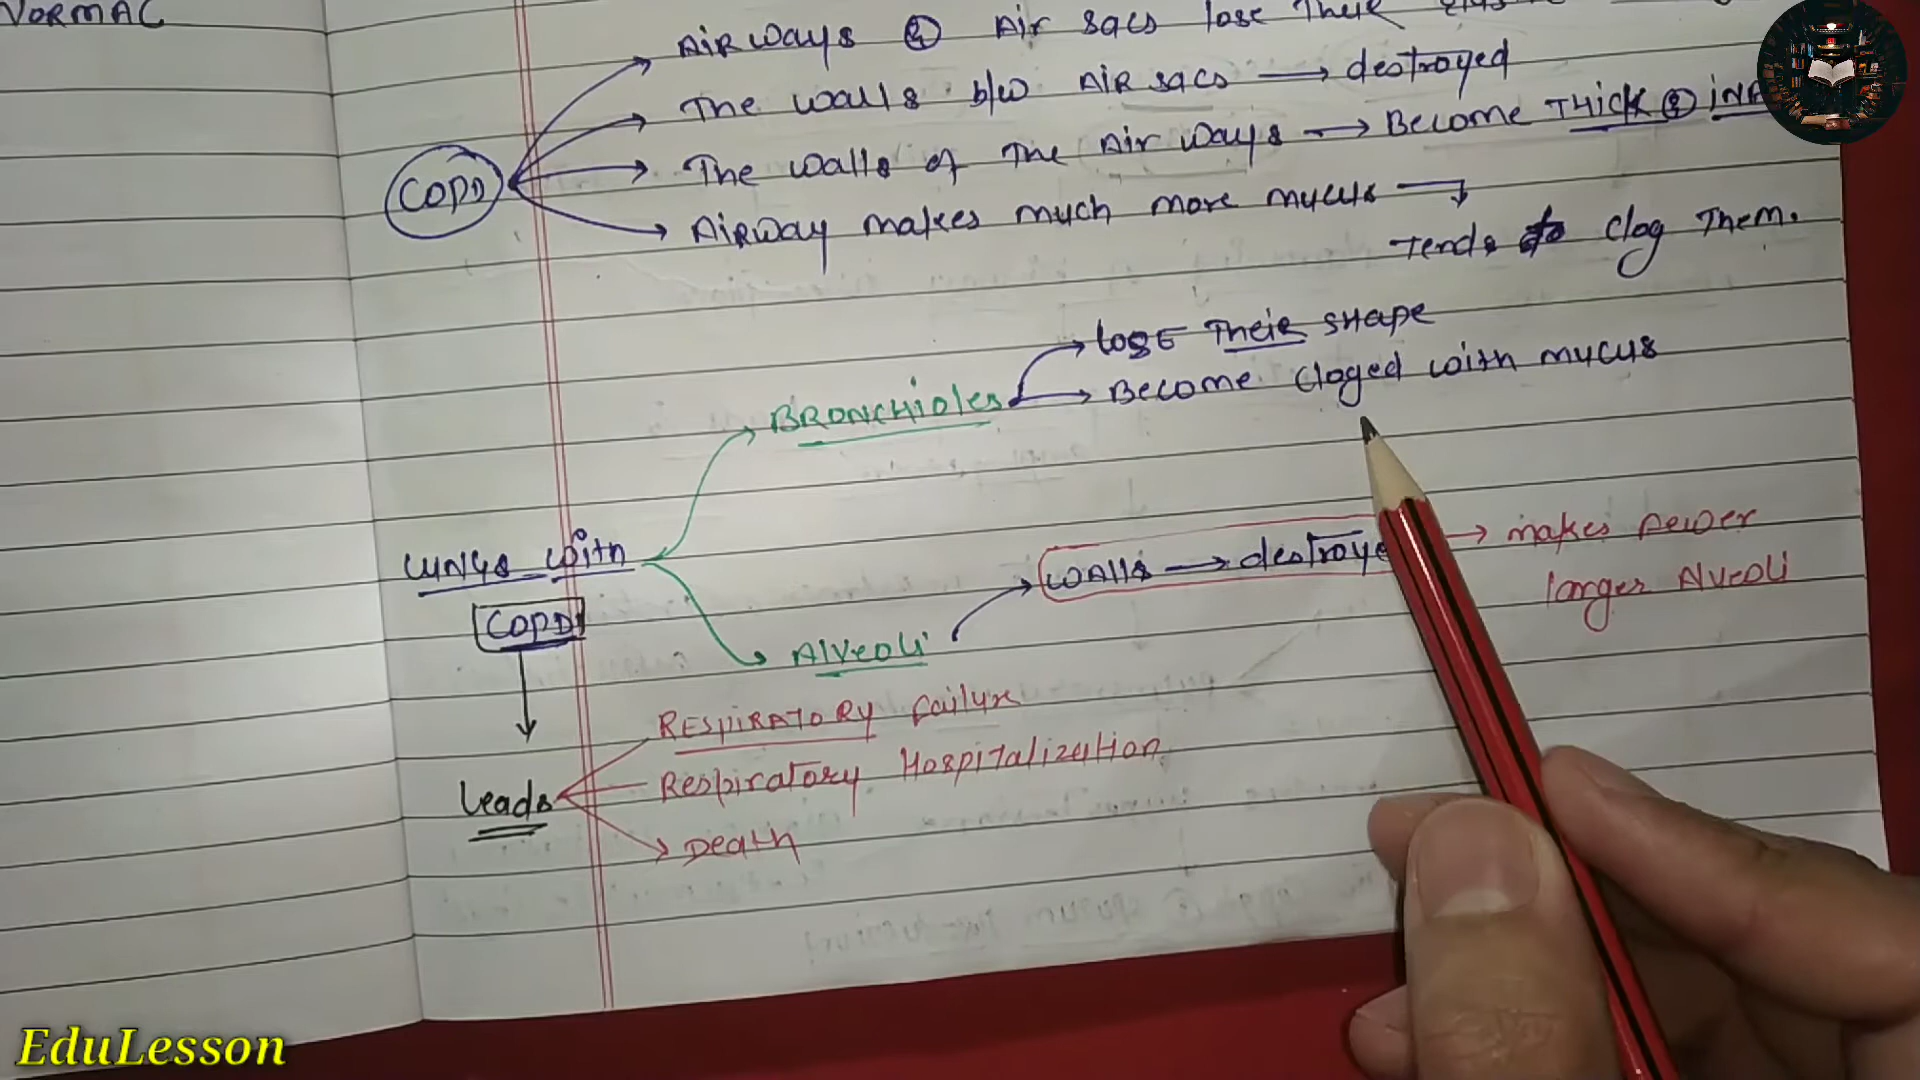 NORMAL
AiRWays & Air sacs lose Their
The walls b/w AiR sacs → destroyed
COPD
The walls of The Air Ways → Become THick & inf
AiRway makes much more mucus
Tends to Clog Them.
lose Their shape
Become Cloged with mucus
BRONCHioles
LUNGS with
COPD
walls → destroye
→ makes fewer
larger Alveoli
Alveoli
RESpiRATORY failure
Leads
Respiratory Hospitalization
Death
EduLesson